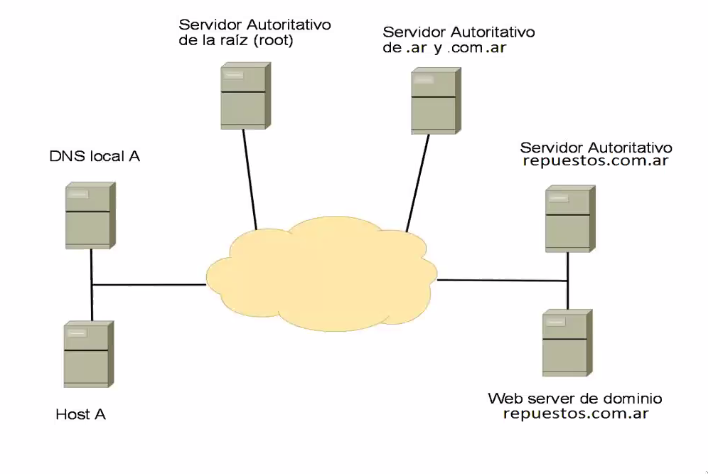 Servidor Autoritativo
de la raíz (root)
Servidor Autoritativo
de .ar y .com.ar
DNS local A
Servidor Autoritativo
repuestos.com.ar
Host A
Web server de dominio
repuestos.com.ar